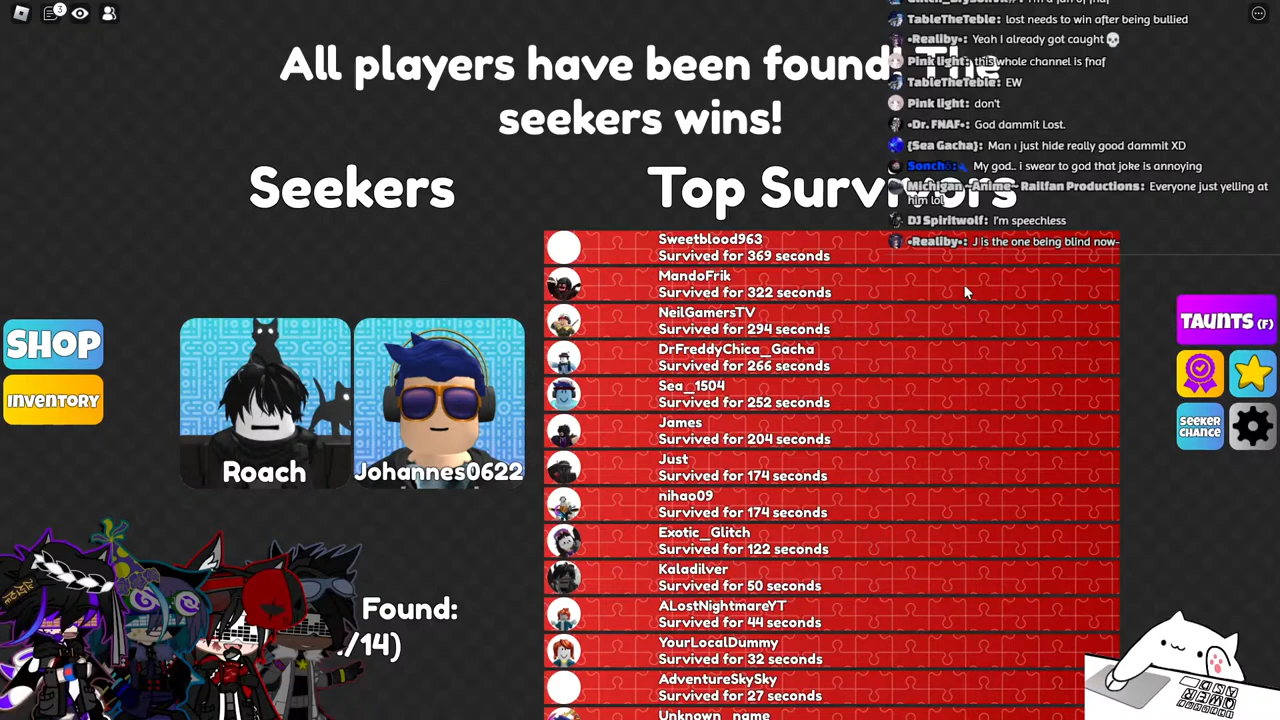 3
All players have been found! The
seekers wins!
Seekers
Top Survivors
TableTheTeble: lost needs to win after being bullied
•Realiby•: Yeah I already got caught💀
Pink light: this whole channel is fnaf
TableTheTeble: EW
Pink light: don't
•Dr. FNAF•: God dammit Lost.
{Sea Gacha}: Man ı just hide really good dammit XD
My god.. i swear to god that joke is annoying
Michigan ~Anime~ Railfan Productions: Everyone just yelling at
him lol
DJ Spiritwolf: I'm speechless
•Realiby•: J is the one being blind now-
Sweetblood963
Survived for 369 seconds
MandoFrik
Survived for 322 seconds
NeilGamersTV
Survived for 294 seconds
DrFreddyChica_Gacha
Survived for 266 seconds
Sea_1504
Survived for 252 seconds
James
Survived for 204 seconds
Just
Survived for 174 seconds
nihao09
Survived for 174 seconds
Exotic_Glitch
Survived for 122 seconds
Kaladilver
Survived for 50 seconds
ALostNightmareYT
Survived for 44 seconds
YourLocalDummy
Survived for 32 seconds
AdventureSkySky
Survived for 27 seconds
Unknown_name
SHOP
INVENTORY
Roach
Johannes0622
Found:
/14)
TAUNTS (F)
SEEKER
CHANCE